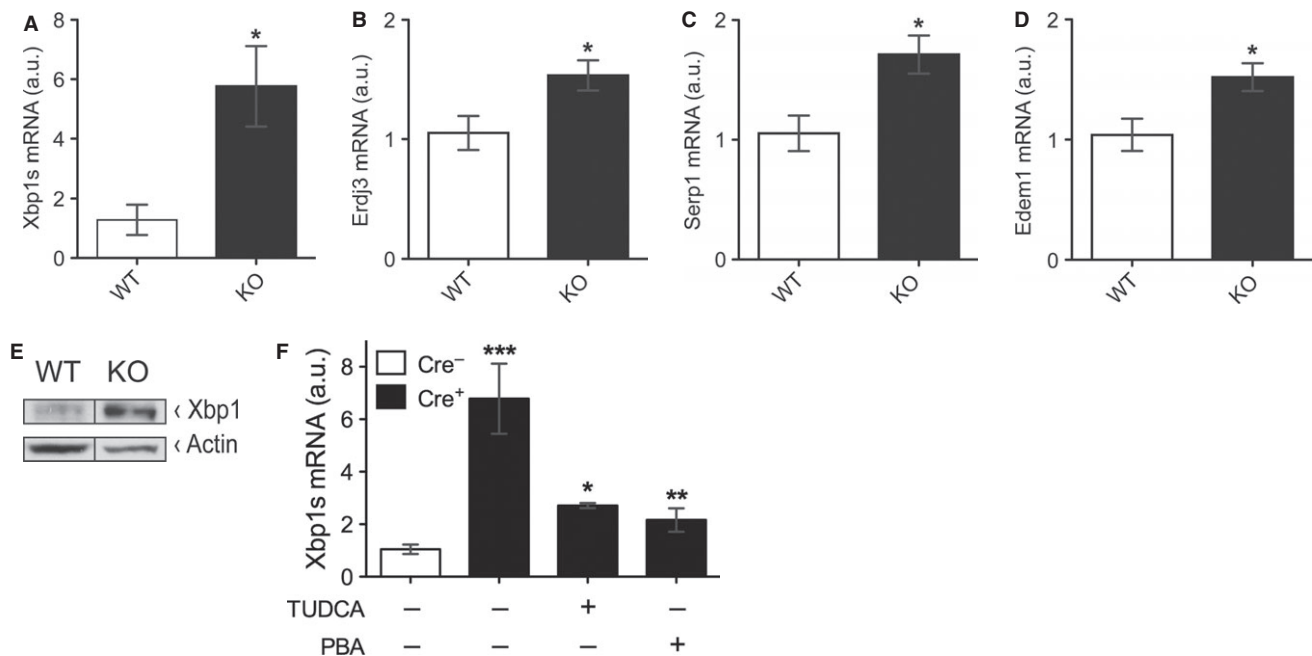 A
Xbp1s mRNA (a.u.)
8
6
4
2
0
*
WT
KO
B
Erdj3 mRNA (a.u.)
2
1
0
*
WT
KO
C
Serp1 mRNA (a.u.)
2
1
0
*
WT
KO
D
Edem1 mRNA (a.u.)
2
1
0
*
WT
KO
E
WT KO
‹ Xbp1
‹ Actin
F
Xbp1s mRNA (a.u.)
8
6
4
2
0
Cre⁻
Cre⁺
***
*
**
TUDCA − − + −
PBA − − − +